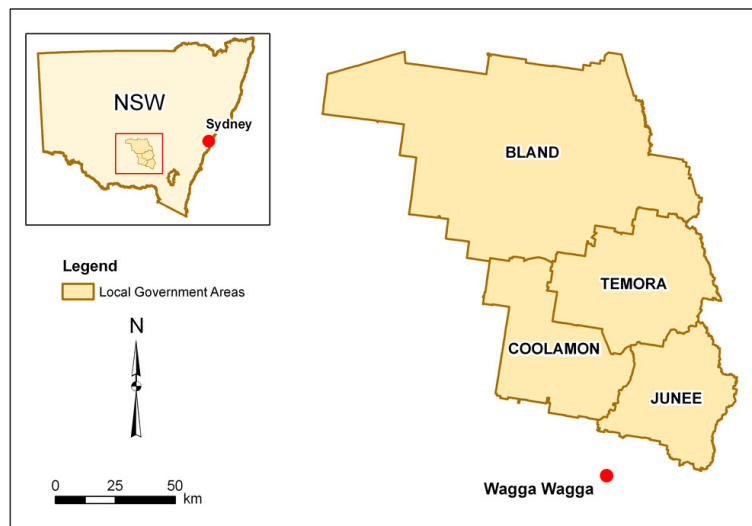 NSW
Sydney
Legend
Local Government Areas
N
0 25 50
km
BLAND
TEMORA
COOLAMON
JUNEE
Wagga Wagga